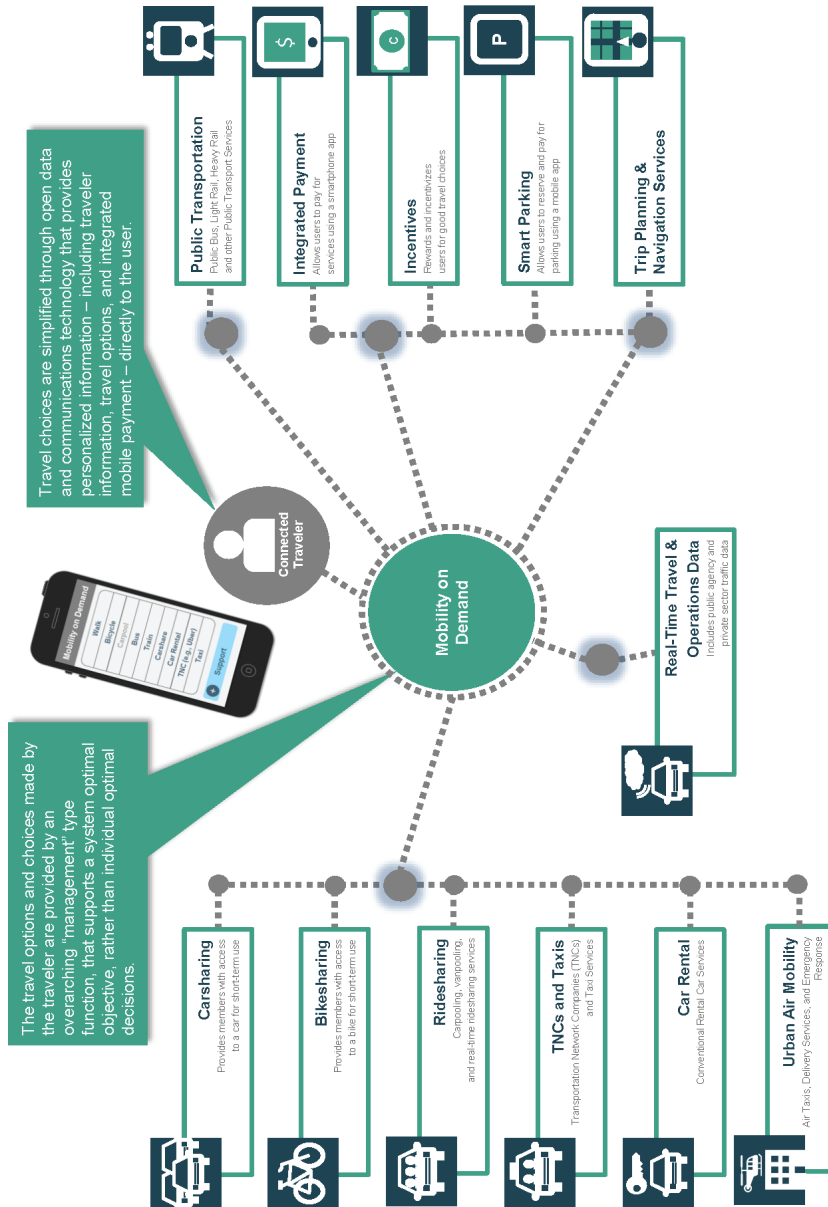 The travel options and choices made by
the traveler are provided by an
overarching “management” type
function, that supports a system optimal
objective, rather than individual optimal
decisions.
Travel choices are simplified through open data
and communications technology that provides
personalized information – including traveler
information, travel options, and integrated
mobile payment – directly to the user.
Mobility on Demand
Walk
Bicycle
Carpool
Bus
Train
Carshare
Car Rental
TNC (e.g., Uber)
Taxi
+ Support
Connected
Traveler
Mobility on
Demand
Carsharing
Provides members with access
to a car for short-term use
Bikesharing
Provides members with access
to a bike for short-term use
Ridesharing
Carpooling, vanpooling,
and real-time ridesharing services
TNCs and Taxis
Transportation Network Companies (TNCs)
and Taxi Services
Car Rental
Conventional Rental Car Services
Urban Air Mobility
Air Taxis, Delivery Services, and Emergency
Response
Real-Time Travel &
Operations Data
Includes public agency and
private sector traffic data
Public Transportation
Public Bus, Light Rail, Heavy Rail
and other Public Transport Services
$
Integrated Payment
Allows users to pay for
services using a smartphone app
C
Incentives
Rewards and incentivizes
users for good travel choices
P
Smart Parking
Allows users to reserve and pay for
parking using a mobile app
Trip Planning &
Navigation Services